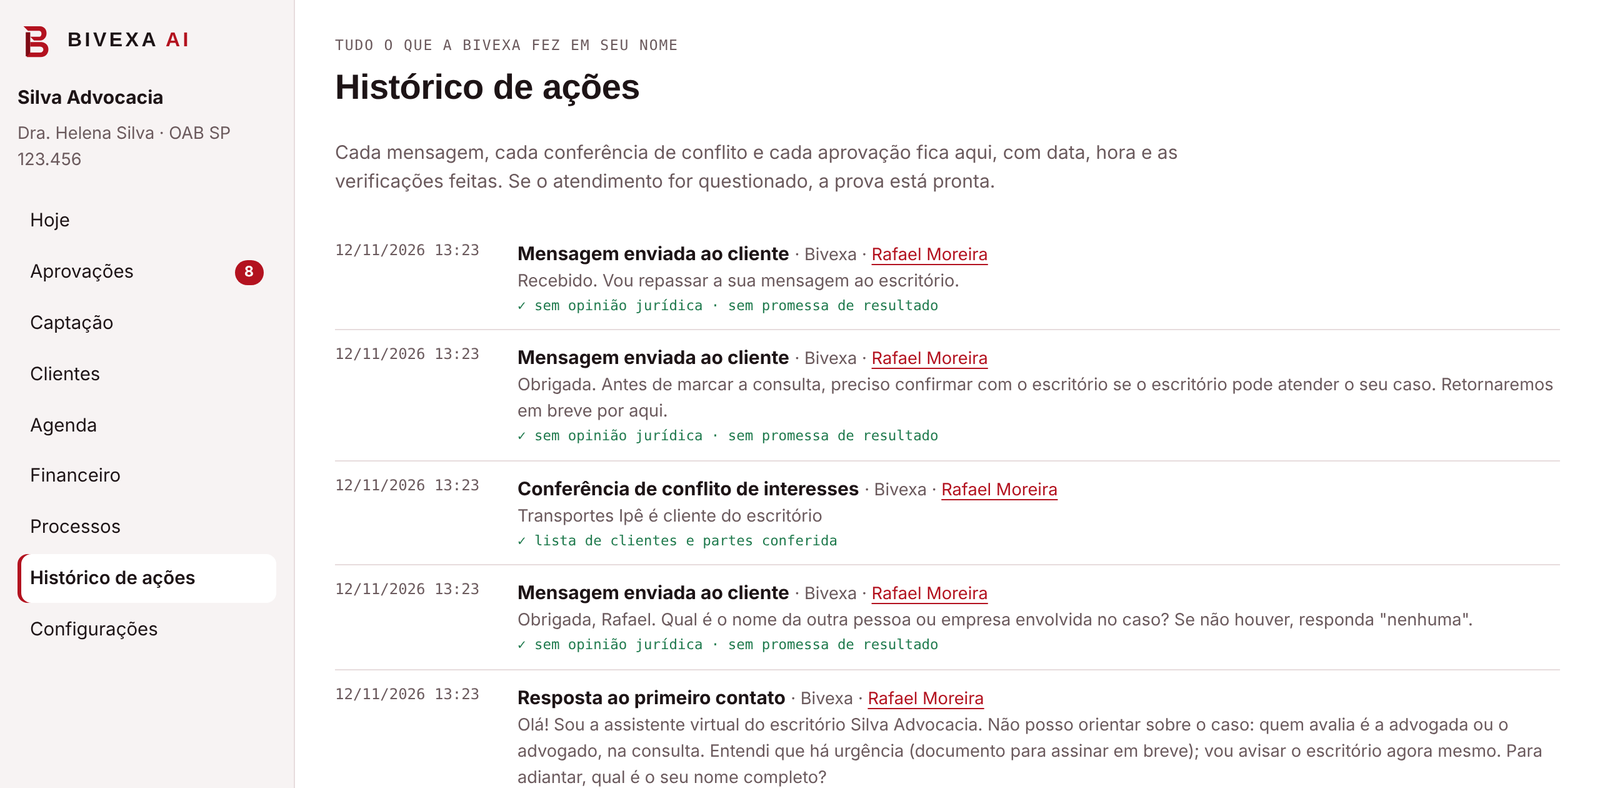 BIVEXA AI
Silva Advocacia
Dra. Helena Silva · OAB SP
123.456
Hoje
Aprovações 8
Captação
Clientes
Agenda
Financeiro
Processos
Histórico de ações
Configurações
TUDO O QUE A BIVEXA FEZ EM SEU NOME
Histórico de ações
Cada mensagem, cada conferência de conflito e cada aprovação fica aqui, com data, hora e as
verificações feitas. Se o atendimento for questionado, a prova está pronta.
12/11/2026 13:23 Mensagem enviada ao cliente · Bivexa · Rafael Moreira
Recebido. Vou repassar a sua mensagem ao escritório.
✓ sem opinião jurídica · sem promessa de resultado
12/11/2026 13:23 Mensagem enviada ao cliente · Bivexa · Rafael Moreira
Obrigada. Antes de marcar a consulta, preciso confirmar com o escritório se o escritório pode atender o seu caso. Retornaremos
em breve por aqui.
✓ sem opinião jurídica · sem promessa de resultado
12/11/2026 13:23 Conferência de conflito de interesses · Bivexa · Rafael Moreira
Transportes Ipê é cliente do escritório
✓ lista de clientes e partes conferida
12/11/2026 13:23 Mensagem enviada ao cliente · Bivexa · Rafael Moreira
Obrigada, Rafael. Qual é o nome da outra pessoa ou empresa envolvida no caso? Se não houver, responda "nenhuma".
✓ sem opinião jurídica · sem promessa de resultado
12/11/2026 13:23 Resposta ao primeiro contato · Bivexa · Rafael Moreira
Olá! Sou a assistente virtual do escritório Silva Advocacia. Não posso orientar sobre o caso: quem avalia é a advogada ou o
advogado, na consulta. Entendi que há urgência (documento para assinar em breve); vou avisar o escritório agora mesmo. Para
adiantar, qual é o seu nome completo?